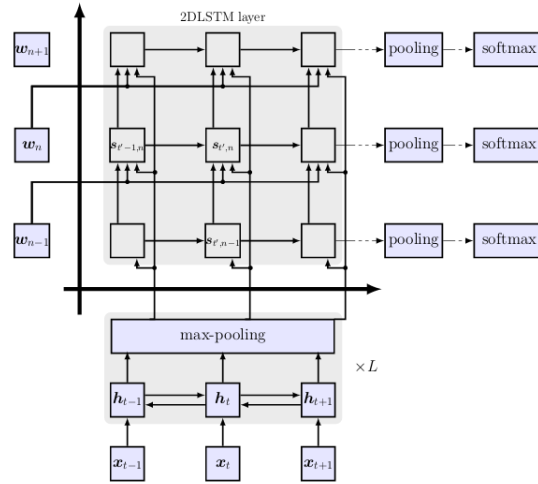 2DLSTM layer
w_{n+1} pooling softmax
w_n s_{t'-1,n} s_{t',n} pooling softmax
w_{n-1} s_{t',n-1} pooling softmax
max-pooling
× L
h_{t-1} h_t h_{t+1}
x_{t-1} x_t x_{t+1}